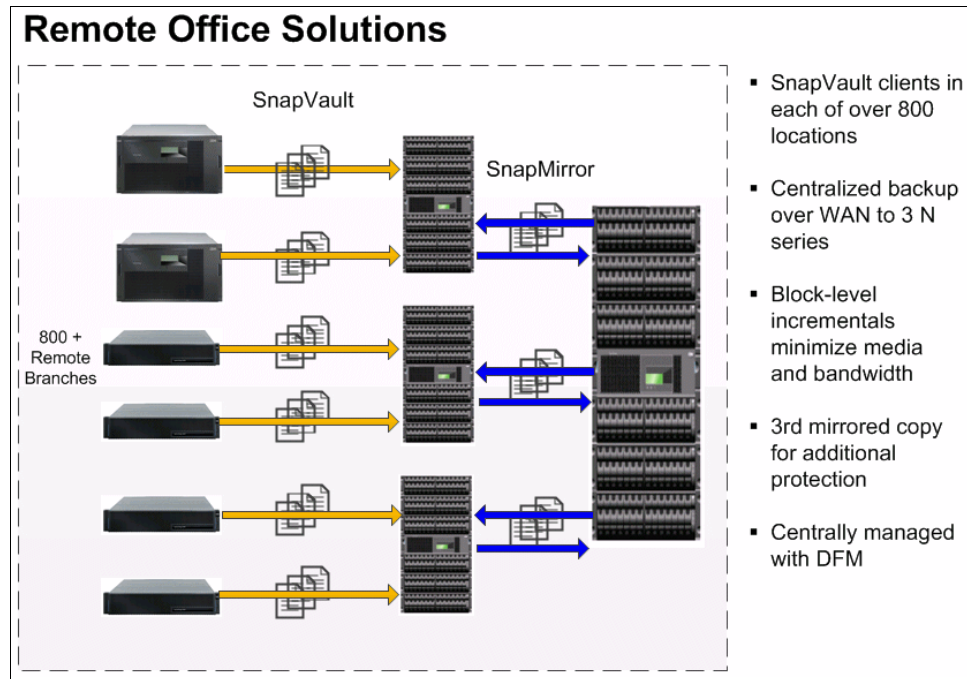 Remote Office Solutions
SnapVault
SnapMirror
800 +
Remote
Branches
▪ SnapVault clients in
each of over 800
locations
▪ Centralized backup
over WAN to 3 N
series
▪ Block-level
incrementals
minimize media
and bandwidth
▪ 3rd mirrored copy
for additional
protection
▪ Centrally managed
with DFM